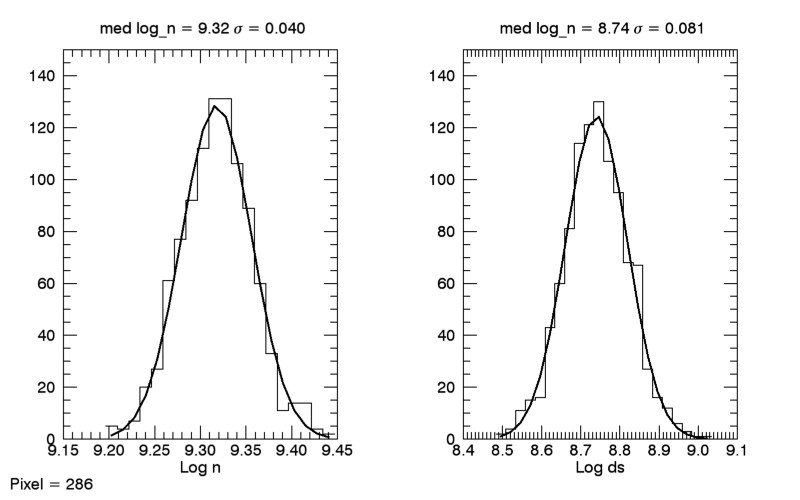 med log_n = 9.32 σ = 0.040
140
120
100
80
60
40
20
0
9.15 9.20 9.25 9.30 9.35 9.40 9.45
Log n
med log_n = 8.74 σ = 0.081
140
120
100
80
60
40
20
0
8.4 8.5 8.6 8.7 8.8 8.9 9.0 9.1
Log ds
Pixel = 286